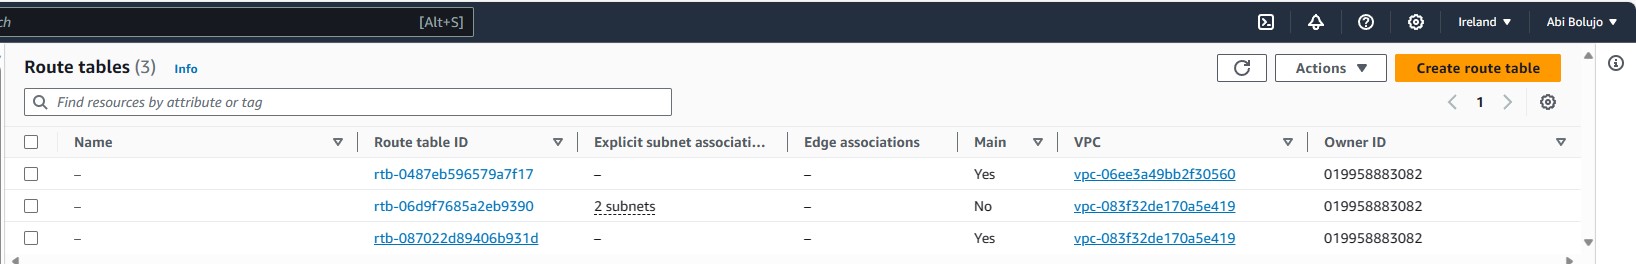 ch [Alt+S] Ireland Abi Bolujo
Route tables (3) Info Actions Create route table
Find resources by attribute or tag 1
Name Route table ID Explicit subnet associati... Edge associations Main VPC Owner ID
– rtb-0487eb596579a7f17 – – Yes vpc-06ee3a49bb2f30560 019958883082
– rtb-06d9f7685a2eb9390 2 subnets – No vpc-083f32de170a5e419 019958883082
– rtb-087022d89406b931d – – Yes vpc-083f32de170a5e419 019958883082